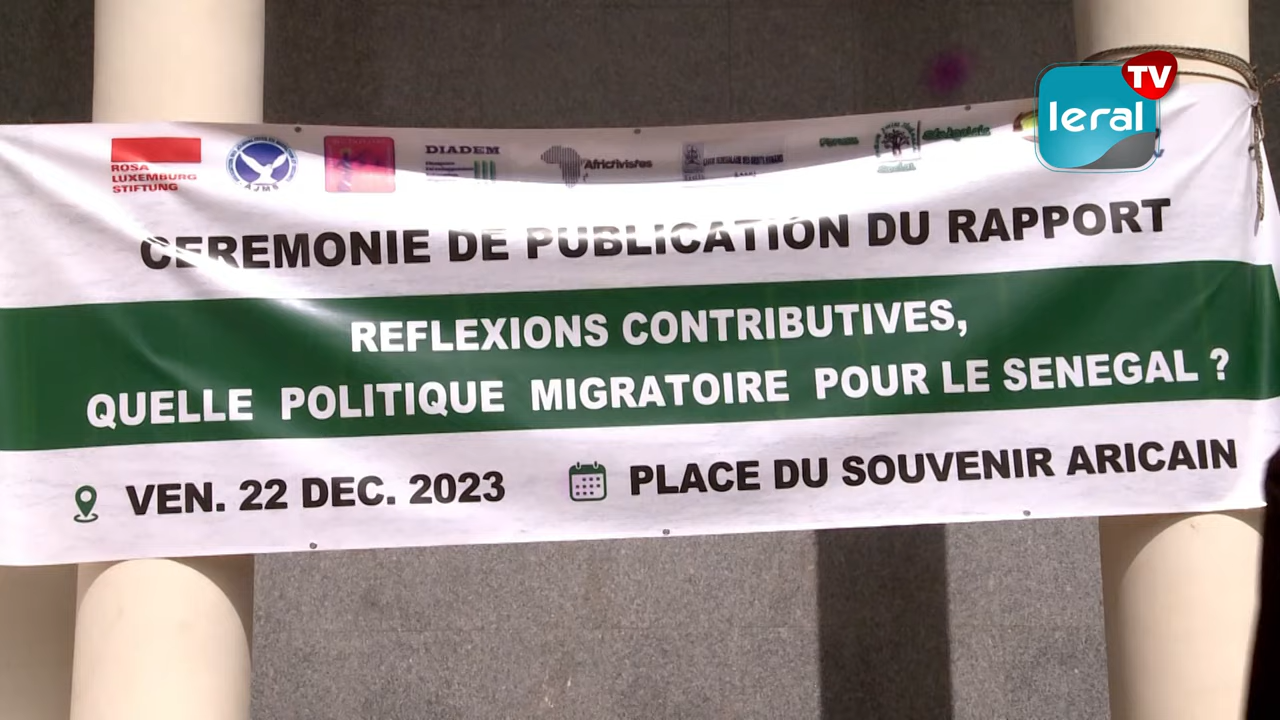 TV
leral
ROSA
LUXEMBURG
STIFTUNG
AJMS
DIADEM
Africtivistes
CEREMONIE DE PUBLICATION DU RAPPORT
REFLEXIONS CONTRIBUTIVES,
QUELLE POLITIQUE MIGRATOIRE POUR LE SENEGAL ?
VEN. 22 DEC. 2023
PLACE DU SOUVENIR ARICAIN